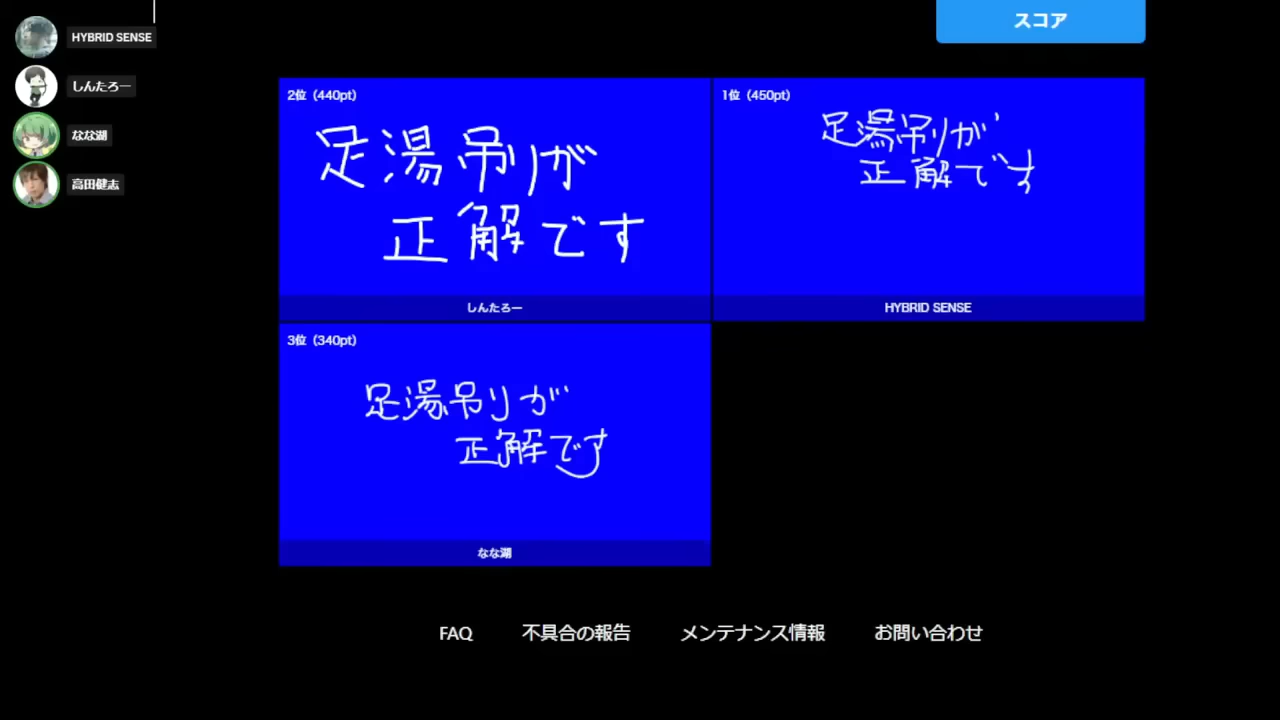 HYBRID SENSE
しんたろー
なな湖
高田健志
スコア
2位（440pt）
足湯吊りが
正解です
しんたろー
1位（450pt）
足湯吊りが
正解です
HYBRID SENSE
3位（340pt）
足湯吊りが
正解です
なな湖
FAQ
不具合の報告
メンテナンス情報
お問い合わせ